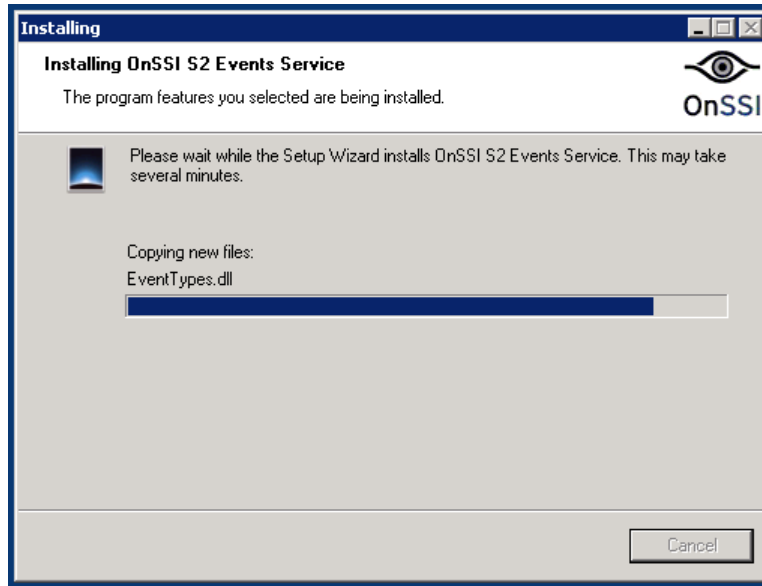 Installing
Installing OnSSI S2 Events Service
The program features you selected are being installed.
OnSSI
Please wait while the Setup Wizard installs OnSSI S2 Events Service. This may take
several minutes.
Copying new files:
EventTypes.dll
Cancel